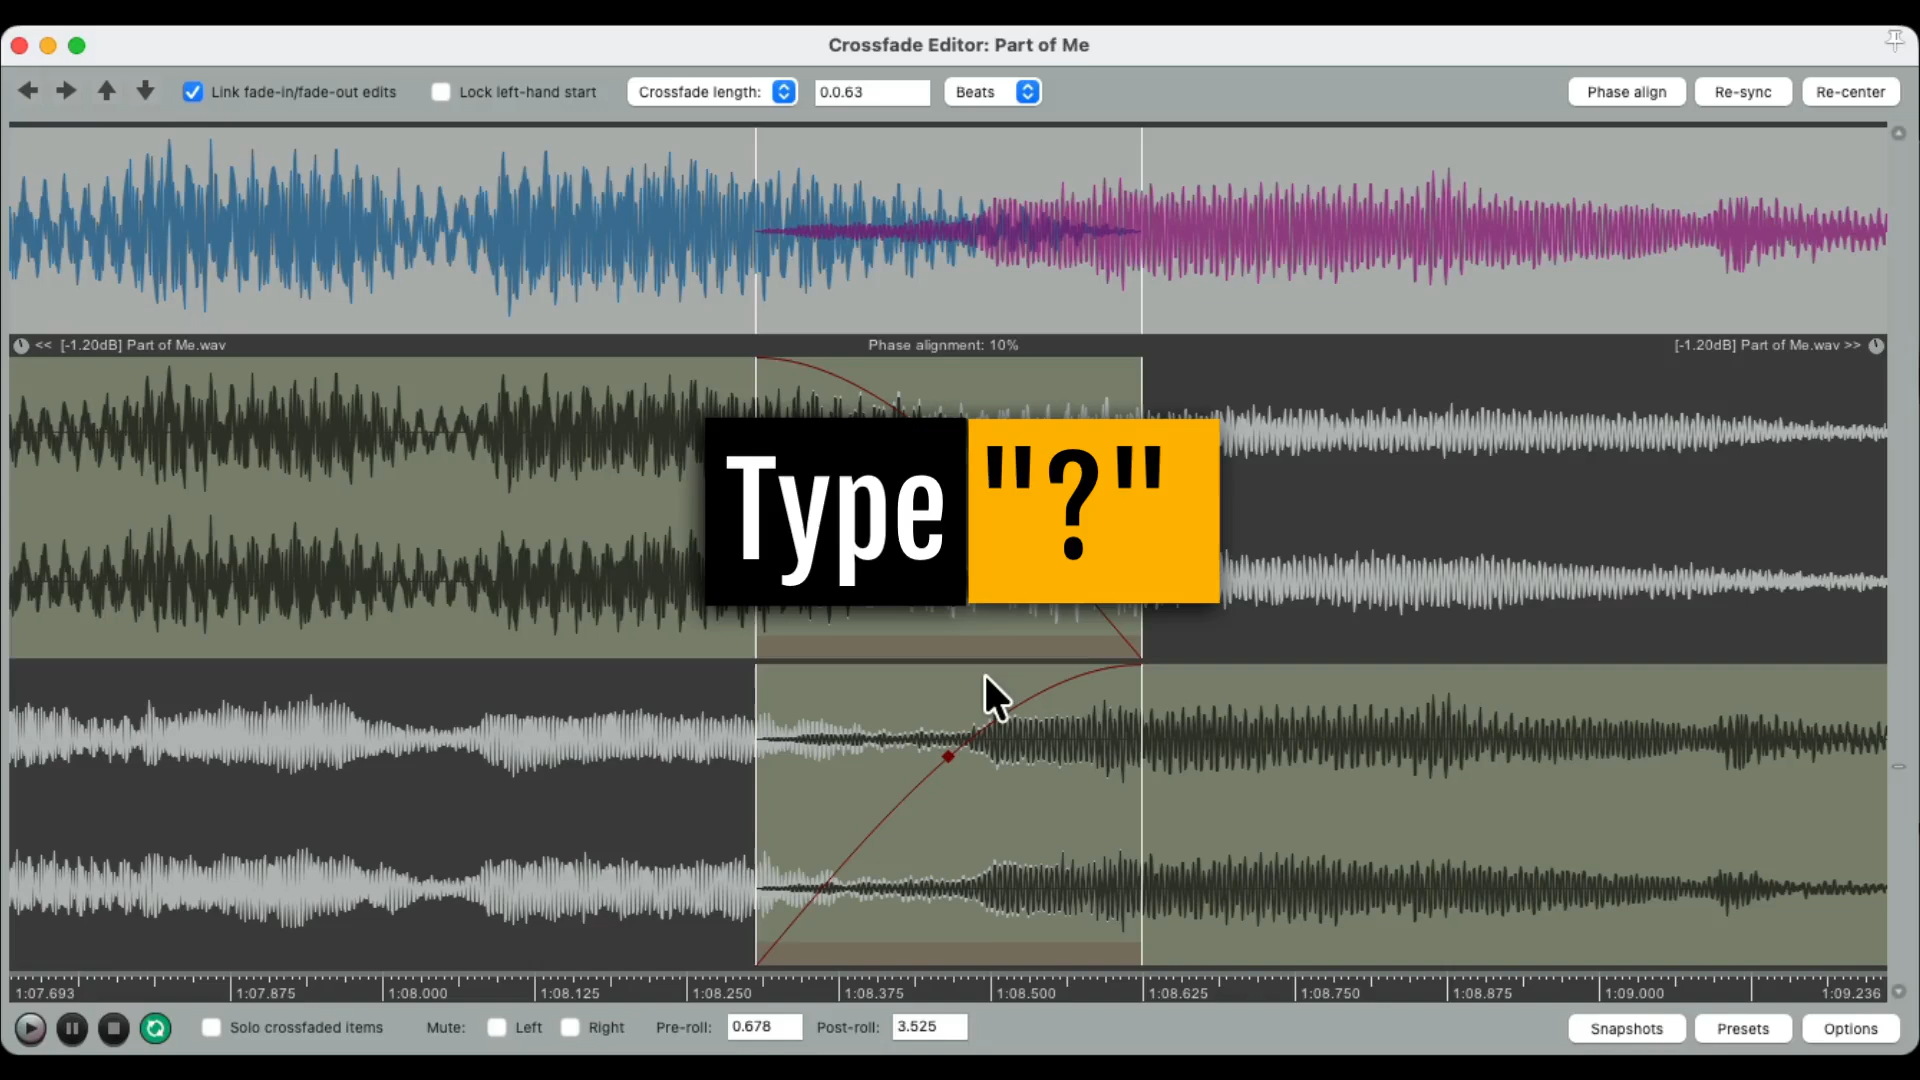 Crossfade Editor: Part of Me
Link fade-in/fade-out edits
Lock left-hand start
Crossfade length:
0.0.63
Beats
Phase align
Re-sync
Re-center
<< [-1.20dB] Part of Me.wav
Phase alignment: 10%
[-1.20dB] Part of Me.wav >>
Type "?"
1:07.693
1:07.875
1:08.000
1:08.125
1:08.250
1:08.375
1:08.500
1:08.625
1:08.750
1:08.875
1:09.000
1:09.236
Solo crossfaded items
Mute:
Left
Right
Pre-roll:
0.678
Post-roll:
3.525
Snapshots
Presets
Options